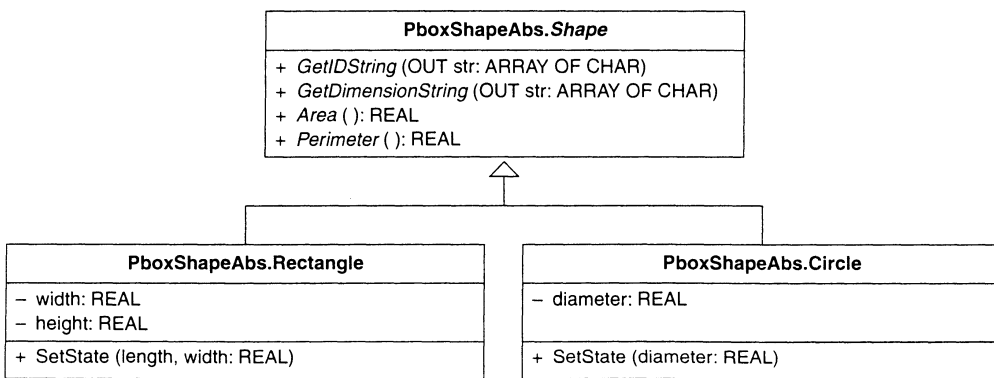 PboxShapeAbs.Shape
+ GetIDString (OUT str: ARRAY OF CHAR)
+ GetDimensionString (OUT str: ARRAY OF CHAR)
+ Area ( ): REAL
+ Perimeter ( ): REAL
PboxShapeAbs.Rectangle
– width: REAL
– height: REAL
+ SetState (length, width: REAL)
PboxShapeAbs.Circle
– diameter: REAL
+ SetState (diameter: REAL)